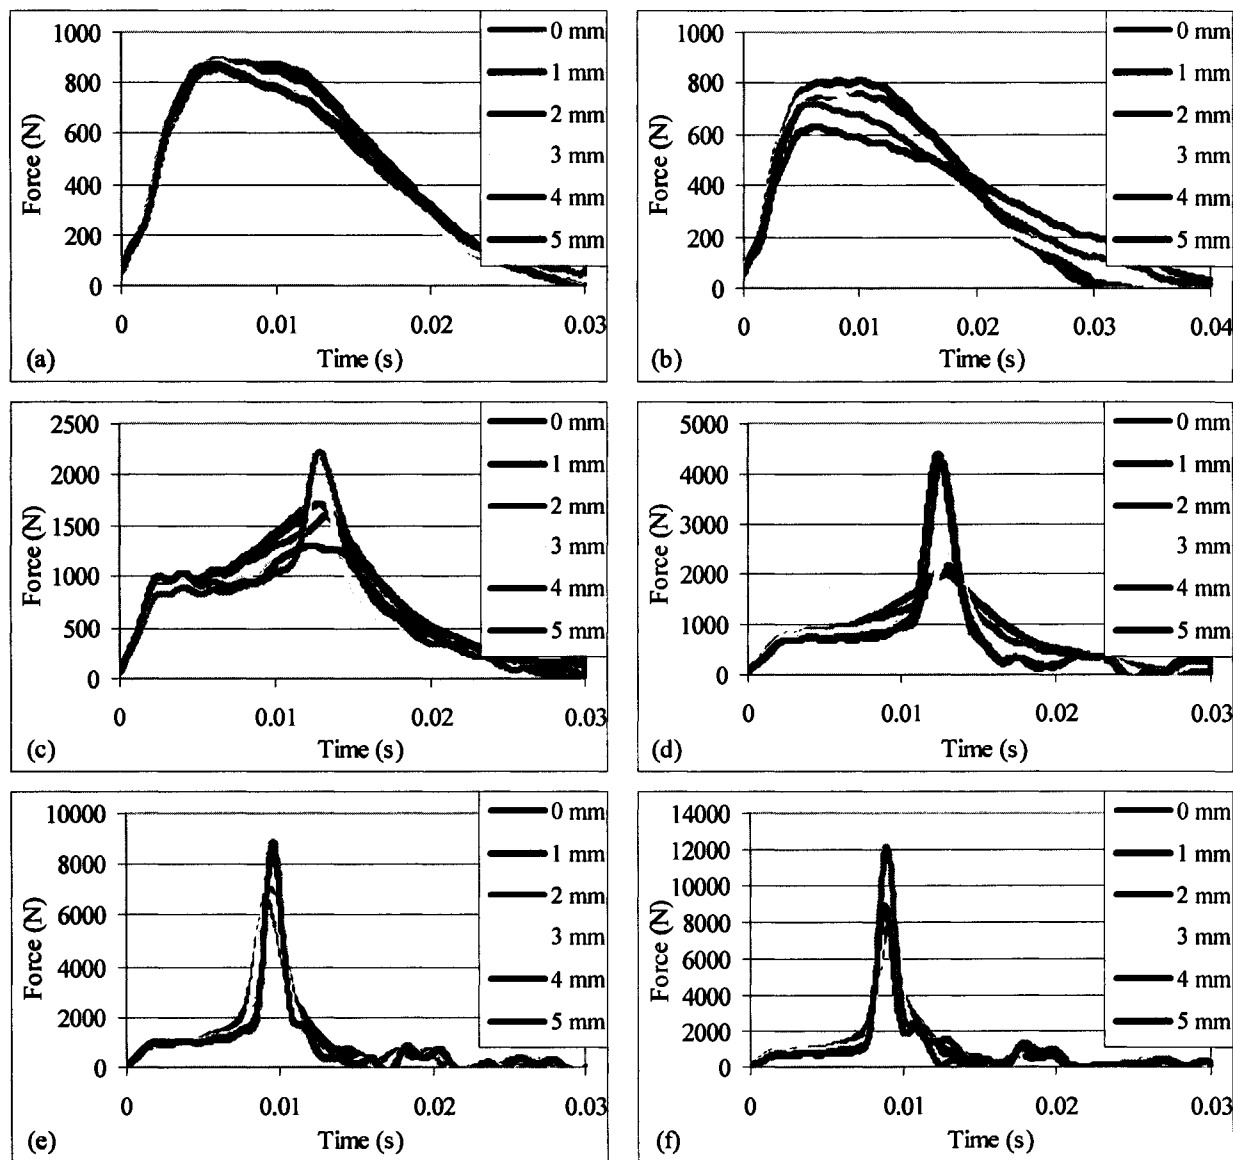 1000
800
600
400
200
0
Force (N)
0 0.01 0.02 0.03
Time (s)
(a)
0 mm
1 mm
2 mm
3 mm
4 mm
5 mm
1000
800
600
400
200
0
Force (N)
0 0.01 0.02 0.03 0.04
Time (s)
(b)
0 mm
1 mm
2 mm
3 mm
4 mm
5 mm
2500
2000
1500
1000
500
0
Force (N)
0 0.01 0.02 0.03
Time (s)
(c)
0 mm
1 mm
2 mm
3 mm
4 mm
5 mm
5000
4000
3000
2000
1000
0
Force (N)
0 0.01 0.02 0.03
Time (s)
(d)
0 mm
1 mm
2 mm
3 mm
4 mm
5 mm
10000
8000
6000
4000
2000
0
Force (N)
0 0.01 0.02 0.03
Time (s)
(e)
0 mm
1 mm
2 mm
3 mm
4 mm
5 mm
14000
12000
10000
8000
6000
4000
2000
0
Force (N)
0 0.01 0.02 0.03
Time (s)
(f)
0 mm
1 mm
2 mm
3 mm
4 mm
5 mm